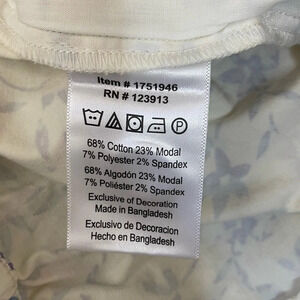 Item # 1751946
RN # 123913
68% Cotton 23% Modal
7% Polyester 2% Spandex
68% Algodón 23% Modal
7% Poliéster 2% Spandex
Exclusive of Decoration
Made in Bangladesh
Exclusivo de Decoracion
Hecho en Bangladesh